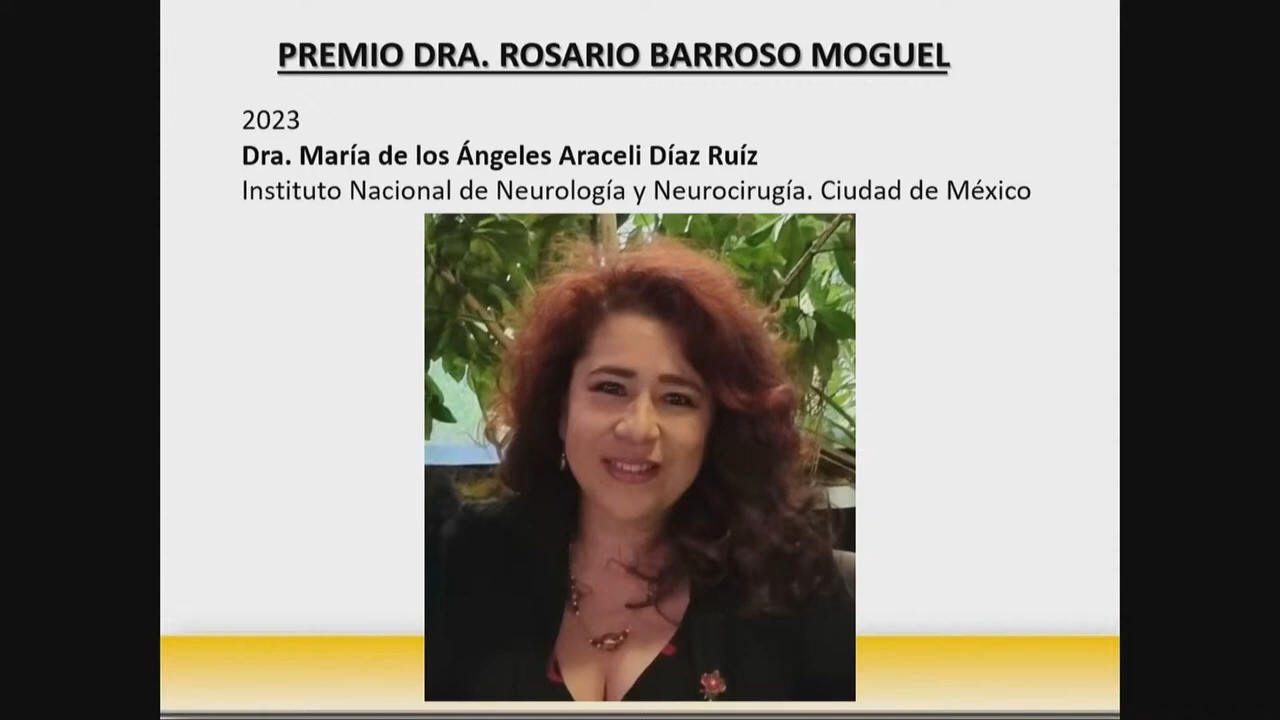 PREMIO DRA. ROSARIO BARROSO MOGUEL
2023
Dra. María de los Ángeles Araceli Díaz Ruíz
Instituto Nacional de Neurología y Neurocirugía. Ciudad de México